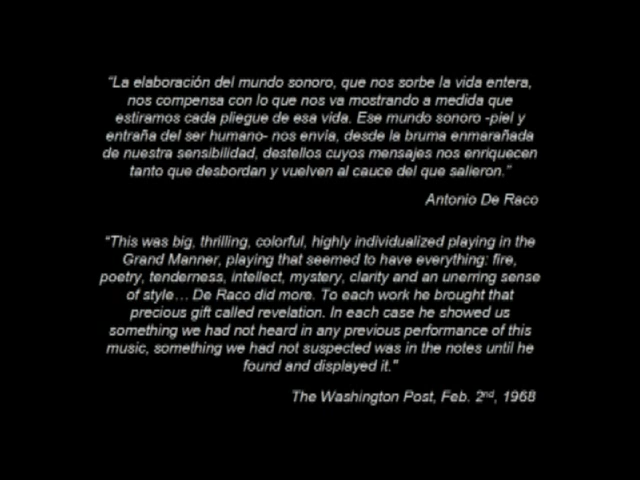 “La elaboración del mundo sonoro, que nos sorbe la vida entera,
nos compensa con lo que nos va mostrando a medida que
estiramos cada pliegue de esa vida. Ese mundo sonoro -piel y
entraña del ser humano- nos envía, desde la bruma enmarañada
de nuestra sensibilidad, destellos cuyos mensajes nos enriquecen
tanto que desbordan y vuelven al cauce del que salieron.”
Antonio De Raco
“This was big, thrilling, colorful, highly individualized playing in the
Grand Manner, playing that seemed to have everything: fire,
poetry, tenderness, intellect, mystery, clarity and an unerring sense
of style… De Raco did more. To each work he brought that
precious gift called revelation. In each case he showed us
something we had not heard in any previous performance of this
music, something we had not suspected was in the notes until he
found and displayed it."
The Washington Post, Feb. 2nd, 1968